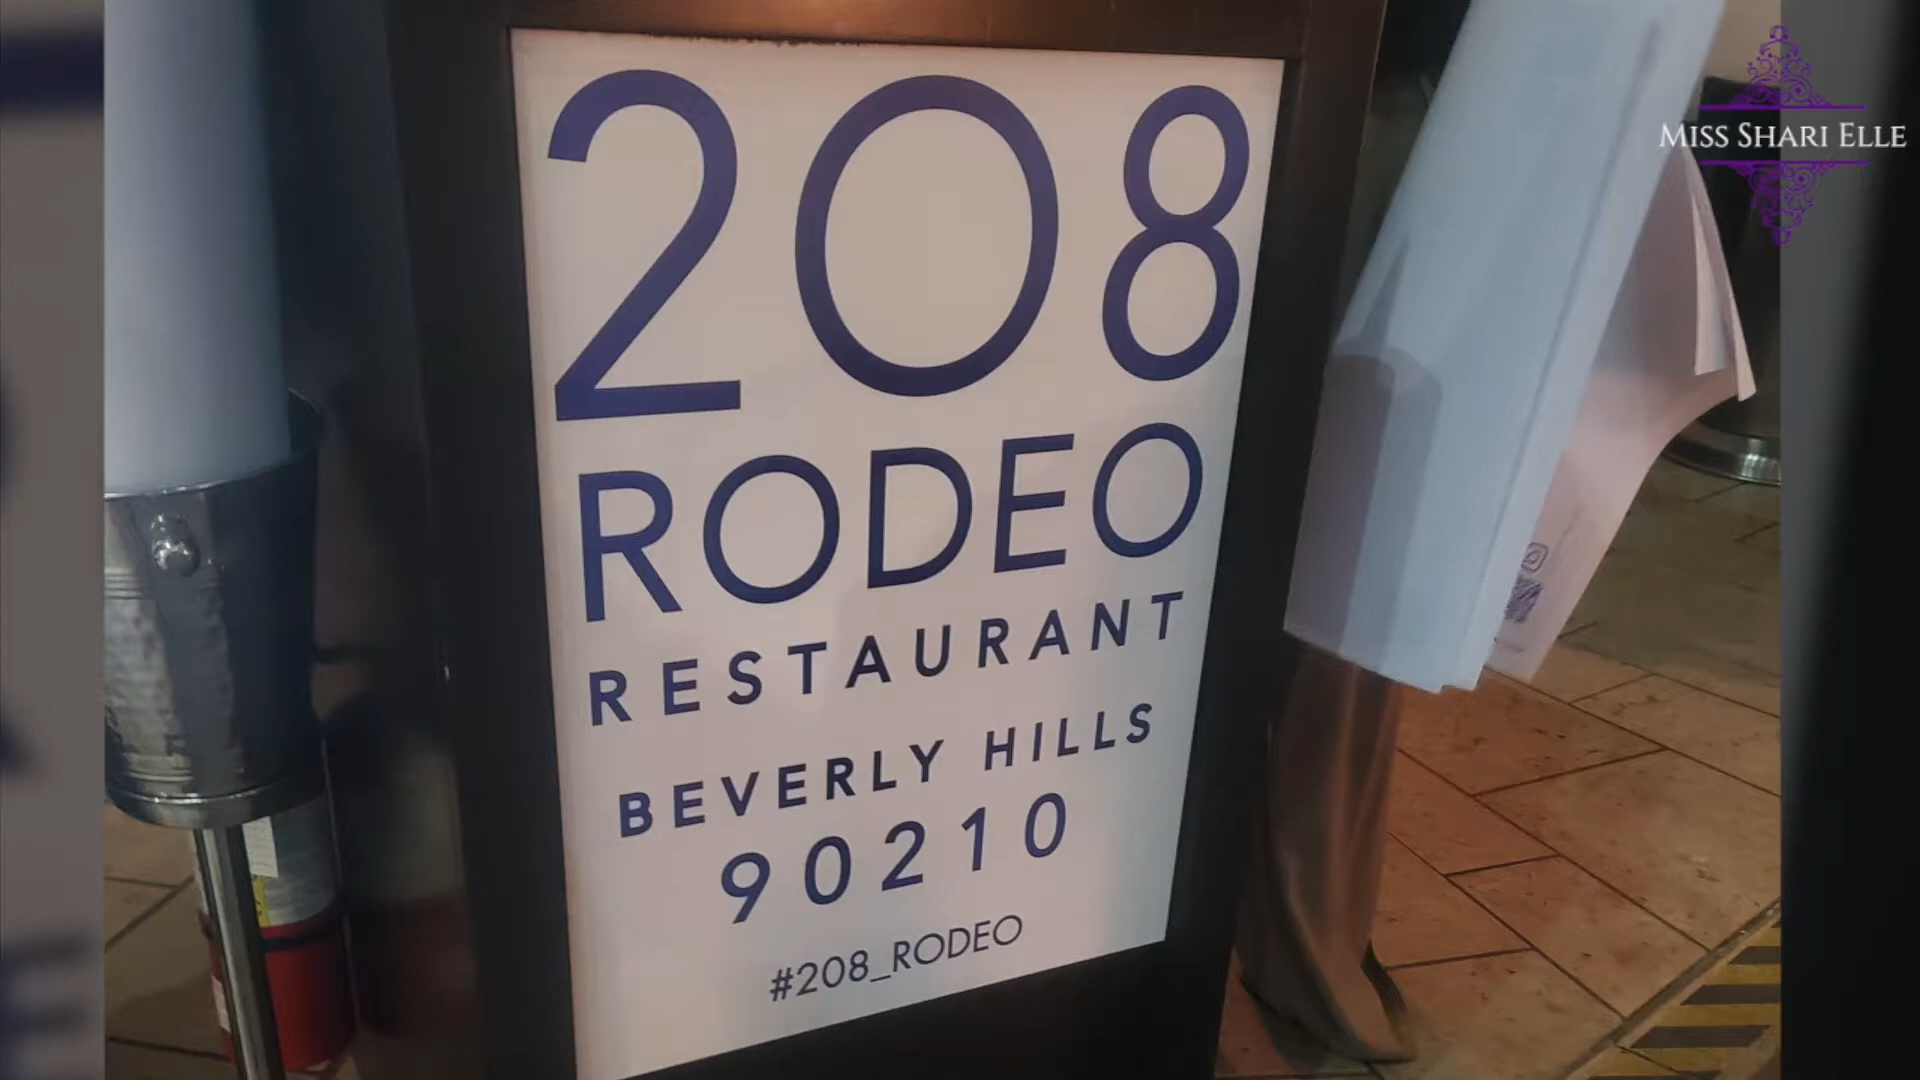 208
RODEO
RESTAURANT
BEVERLY HILLS
90210
#208_RODEO
MISS SHARI ELLE